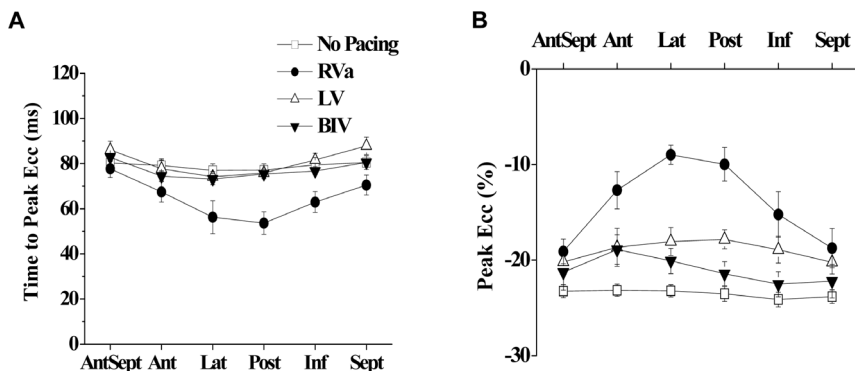 A
No Pacing
RVa
LV
BIV
120
100
80
60
40
20
0
Time to Peak Ecc (ms)
AntSept Ant Lat Post Inf Sept
B
AntSept Ant Lat Post Inf Sept
0
-10
-20
-30
Peak Ecc (%)